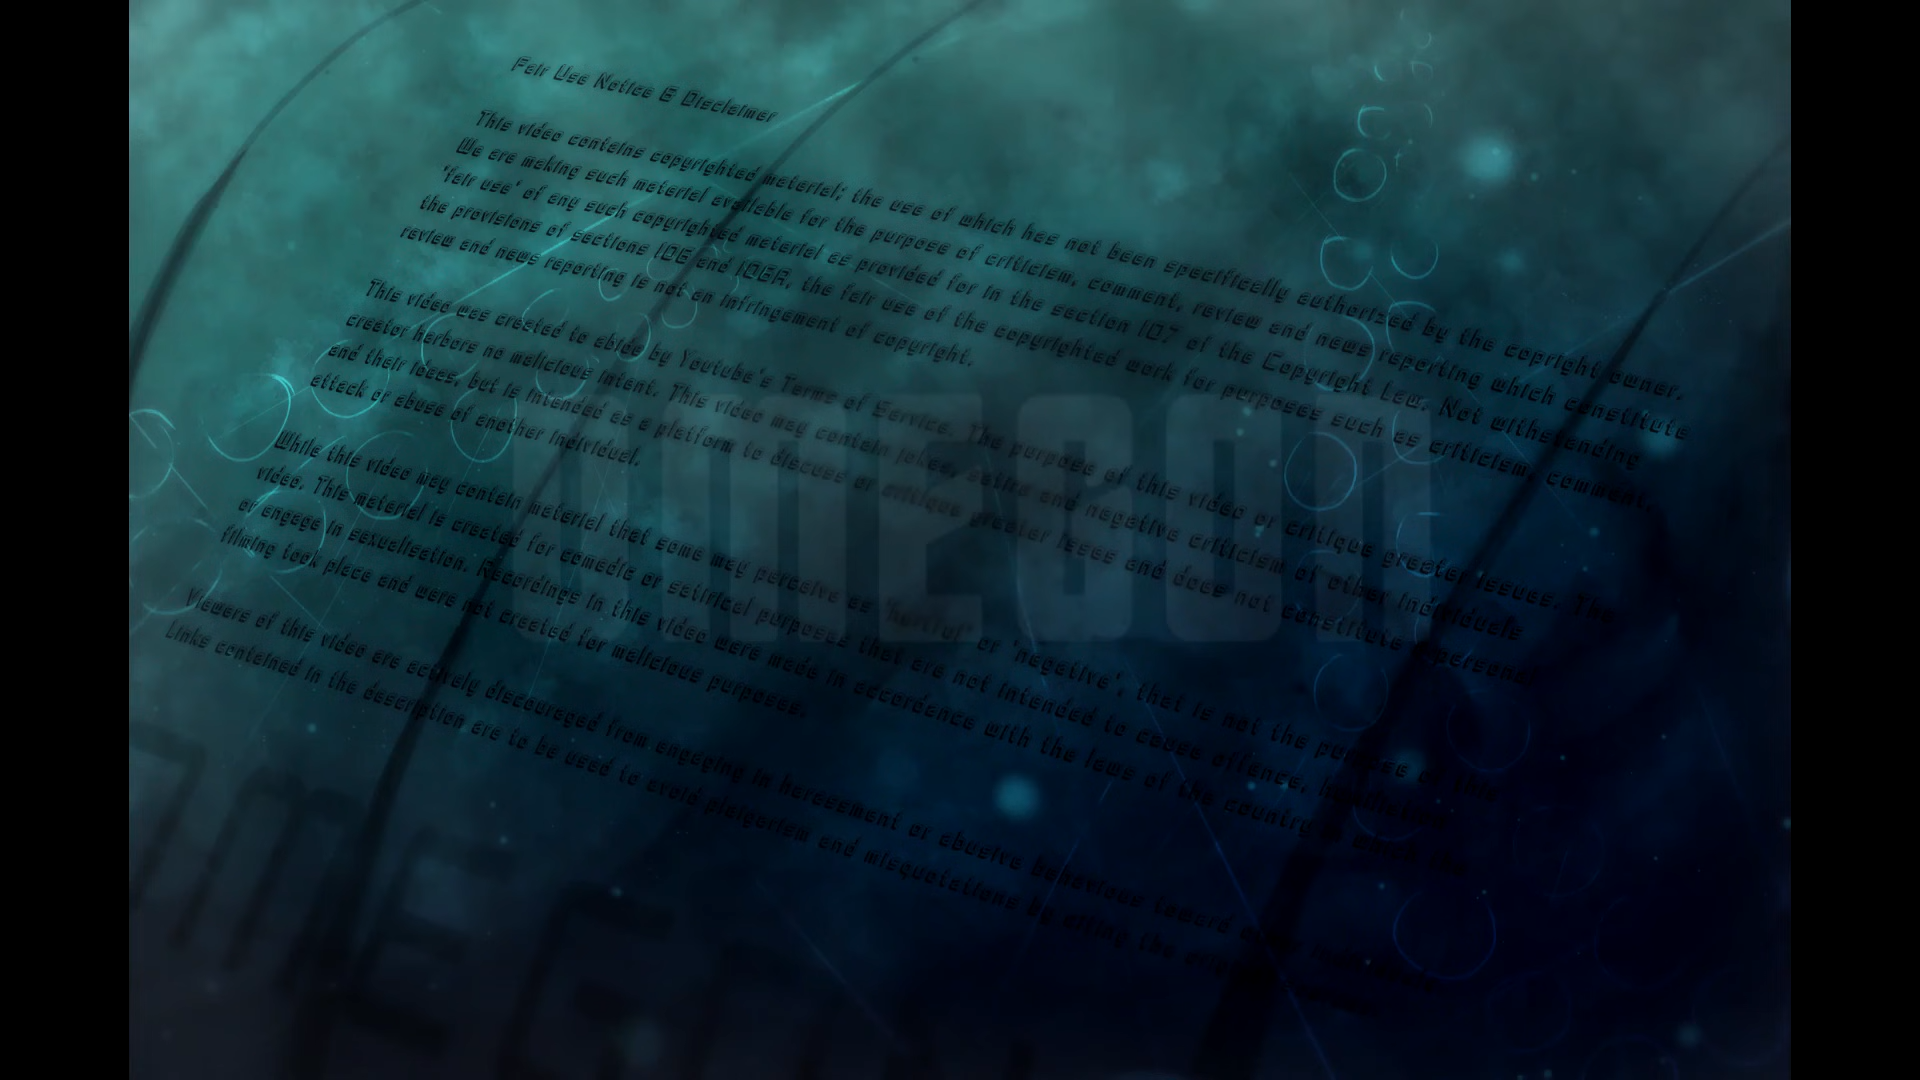 Fair Use Notice & Disclaimer
This video contains copyrighted material; the use of which has not been specifically authorized by the copright owner.
We are making such material available for the purpose of criticism, comment, review and news reporting which constitute
'fair use' of any such copyrighted material as provided for in the section 107 of the Copyright Law. Not withstanding
the provisions of sections 106 and 106A, the fair use of the copyrighted work for purposes such as criticism, comment,
review and news reporting is not an infringement of copyright.
This video was created to abide by Youtube's Terms of Service. The purpose of this video or critique greater issues. The
creator harbors no malicious intent. This video may contain jokes, satire and negative criticism of other individuals
and their ideas, but is intended as a platform to discuss or critique greater isses and does not constitute a personal
attack or abuse of another individual.
While this video may contain material that some may perceive as 'hurtful' or 'negative', that is not the purpose of this
video. This material is created for comedic or satirical purposes that are not intended to cause offence, humiliation
or engage in sexualisation. Recordings in this video were made in accordance with the laws of the country in which the
filming took place and were not created for malicious purposes.
Viewers of this video are actively discouraged from engaging in harassment or abusive behaviour toward
Links contained in the description are to be used to avoid plaigarism and misquotations by citing the
OMEGON